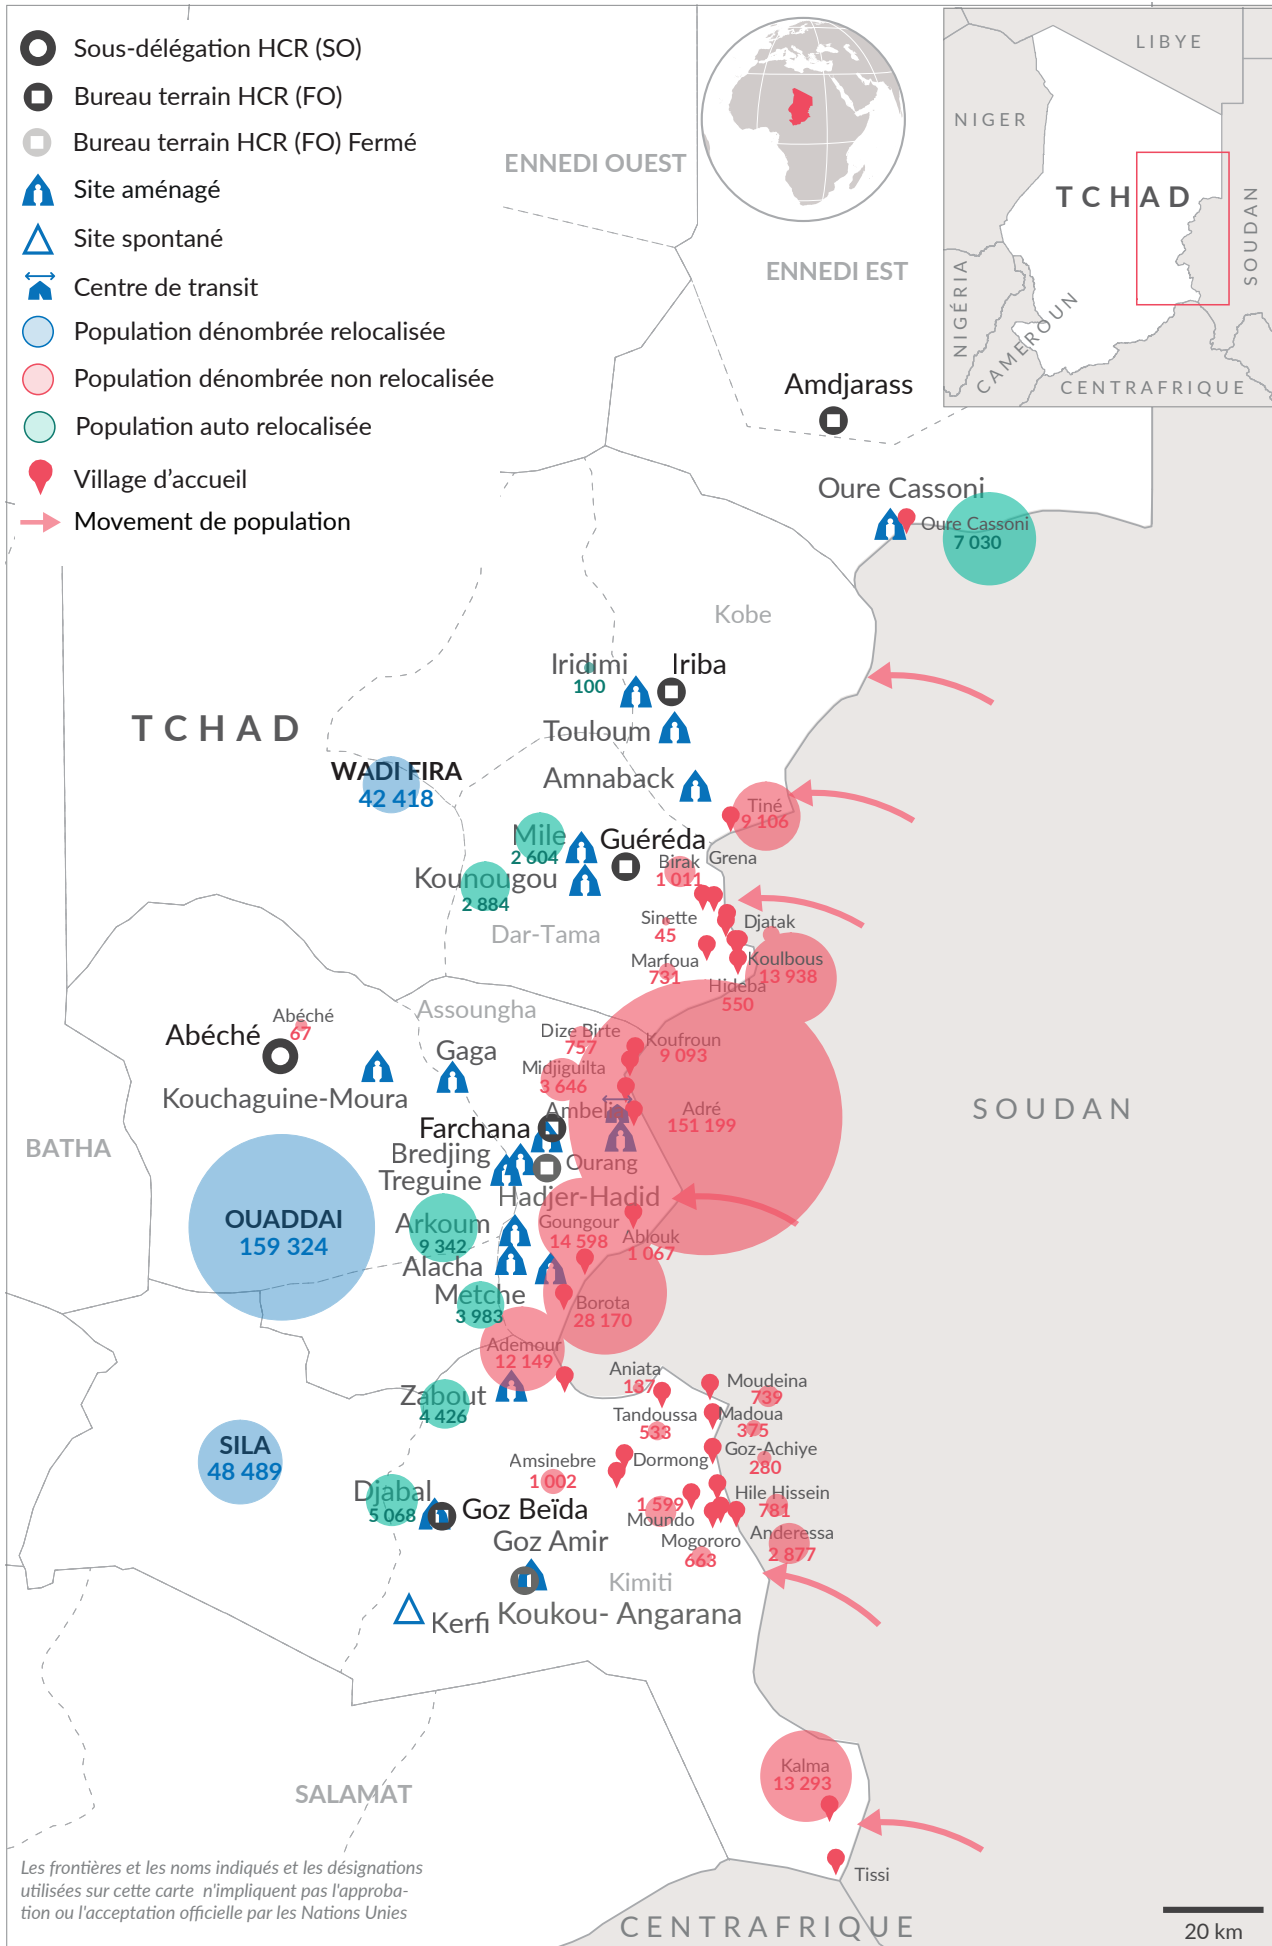 Sous-délégation HCR (SO)
Bureau terrain HCR (FO)
Bureau terrain HCR (FO) Fermé
Site aménagé
Site spontané
Centre de transit
Population dénombrée relocalisée
Population dénombrée non relocalisée
Population auto relocalisée
Village d'accueil
Movement de population
LIBYE
NIGER
TCHAD
SOUDAN
NIGÉRIA
CAMEROUN
CENTRAFRIQUE
ENNEDI OUEST
ENNEDI EST
Amdjarass
Oure Cassoni
Oure Cassoni
7 030
Kobe
Iridimi
100
Iriba
TCHAD
Touloum
WADI FIRA
42 418
Amnaback
Tiné
9 106
Mile
2 604
Guéréda
Birak
1 011
Grena
Kounougou
2 884
Sinette
45
Djatak
Dar-Tama
Marfoua
731
Koulbous
13 938
Hideba
550
Assoungha
Abéché
67
Abéché
Dize Birte
757
Koufroun
9 093
Gaga
Midjiguilta
3 646
Kouchaguine-Moura
Ambelia
Adré
151 199
SOUDAN
Farchana
BATHA
Bredjing
Ourang
Treguine
Hadjer-Hadid
OUADDAI
159 324
Arkoum
9 342
Goungour
14 598
Ablouk
1 067
Alacha
Metche
3 983
Borota
28 170
Ademour
12 149
Aniata
137
Moudeina
739
Zabout
4 426
Tandoussa
533
Madoua
375
SILA
48 489
Amsinebre
1 002
Dormong
Goz-Achiye
280
Djabal
5 068
Goz Beïda
1 599
Moundo
Hile Hissein
781
Goz Amir
Mogororo
663
Anderessa
2 877
Kimiti
Kerfi
Koukou- Angarana
Kalma
13 293
SALAMAT
Tissi
Les frontières et les noms indiqués et les désignations
utilisées sur cette carte n'impliquent pas l'approba-
tion ou l'acceptation officielle par les Nations Unies
CENTRAFRIQUE
20 km